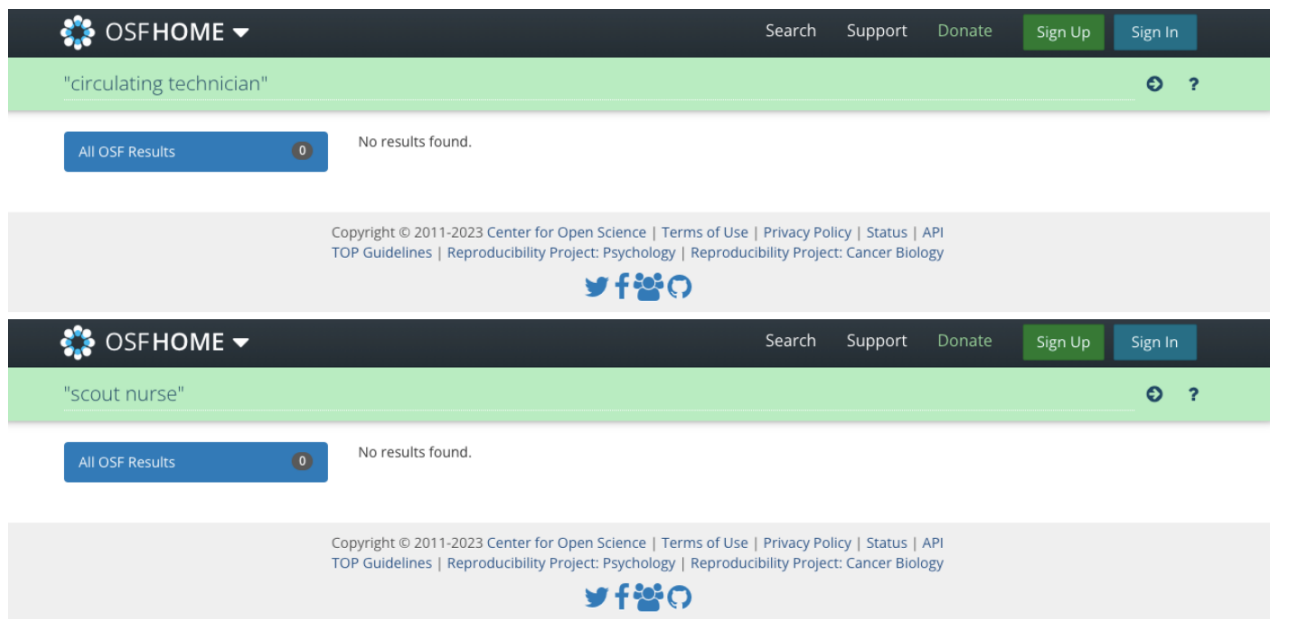 OSFHOME Search Support Donate Sign Up Sign In
"circulating technician" ?
All OSF Results 0 No results found.
Copyright © 2011-2023 Center for Open Science | Terms of Use | Privacy Policy | Status | API
TOP Guidelines | Reproducibility Project: Psychology | Reproducibility Project: Cancer Biology
OSFHOME Search Support Donate Sign Up Sign In
"scout nurse" ?
All OSF Results 0 No results found.
Copyright © 2011-2023 Center for Open Science | Terms of Use | Privacy Policy | Status | API
TOP Guidelines | Reproducibility Project: Psychology | Reproducibility Project: Cancer Biology